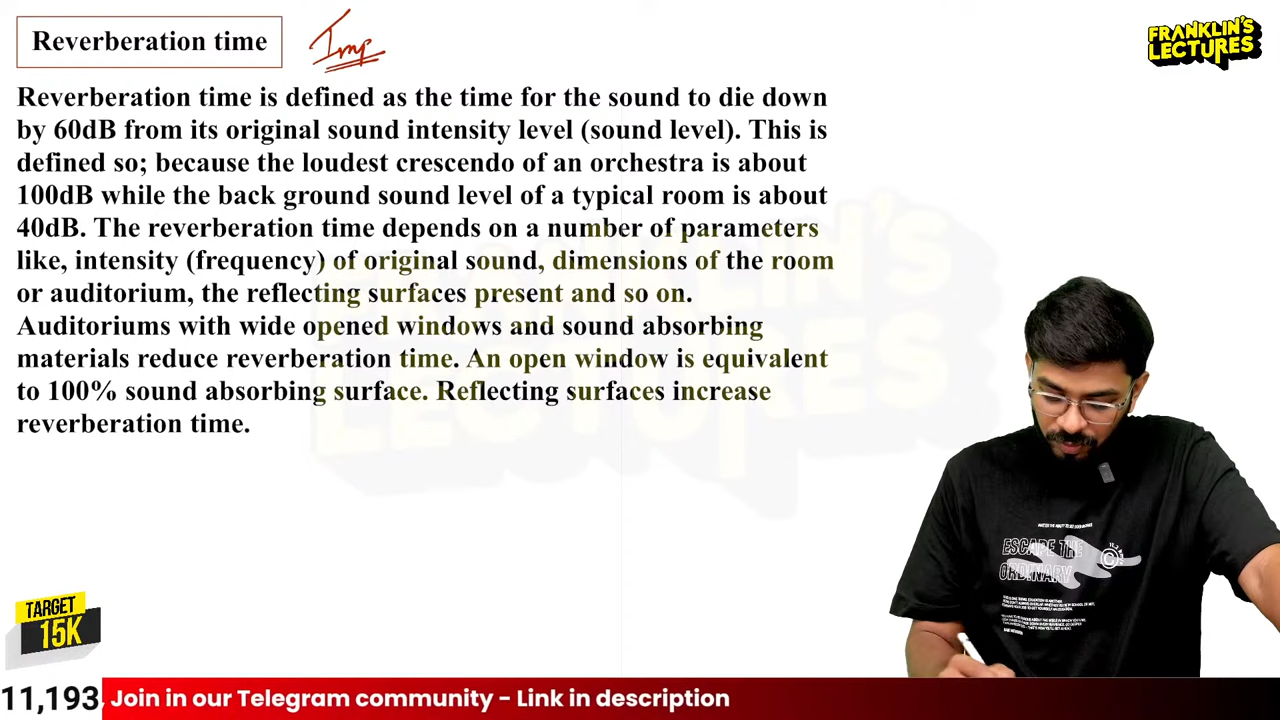 Reverberation time
Imp
FRANKLIN'S
LECTURES
Reverberation time is defined as the time for the sound to die down
by 60dB from its original sound intensity level (sound level). This is
defined so; because the loudest crescendo of an orchestra is about
100dB while the back ground sound level of a typical room is about
40dB. The reverberation time depends on a number of parameters
like, intensity (frequency) of original sound, dimensions of the room
or auditorium, the reflecting surfaces present and so on.
Auditoriums with wide opened windows and sound absorbing
materials reduce reverberation time. An open window is equivalent
to 100% sound absorbing surface. Reflecting surfaces increase
reverberation time.
FRANKLIN'S
LECTURES
ESCAPE THE
ORDINARY
TARGET
15K
11,193 Join in our Telegram community - Link in description